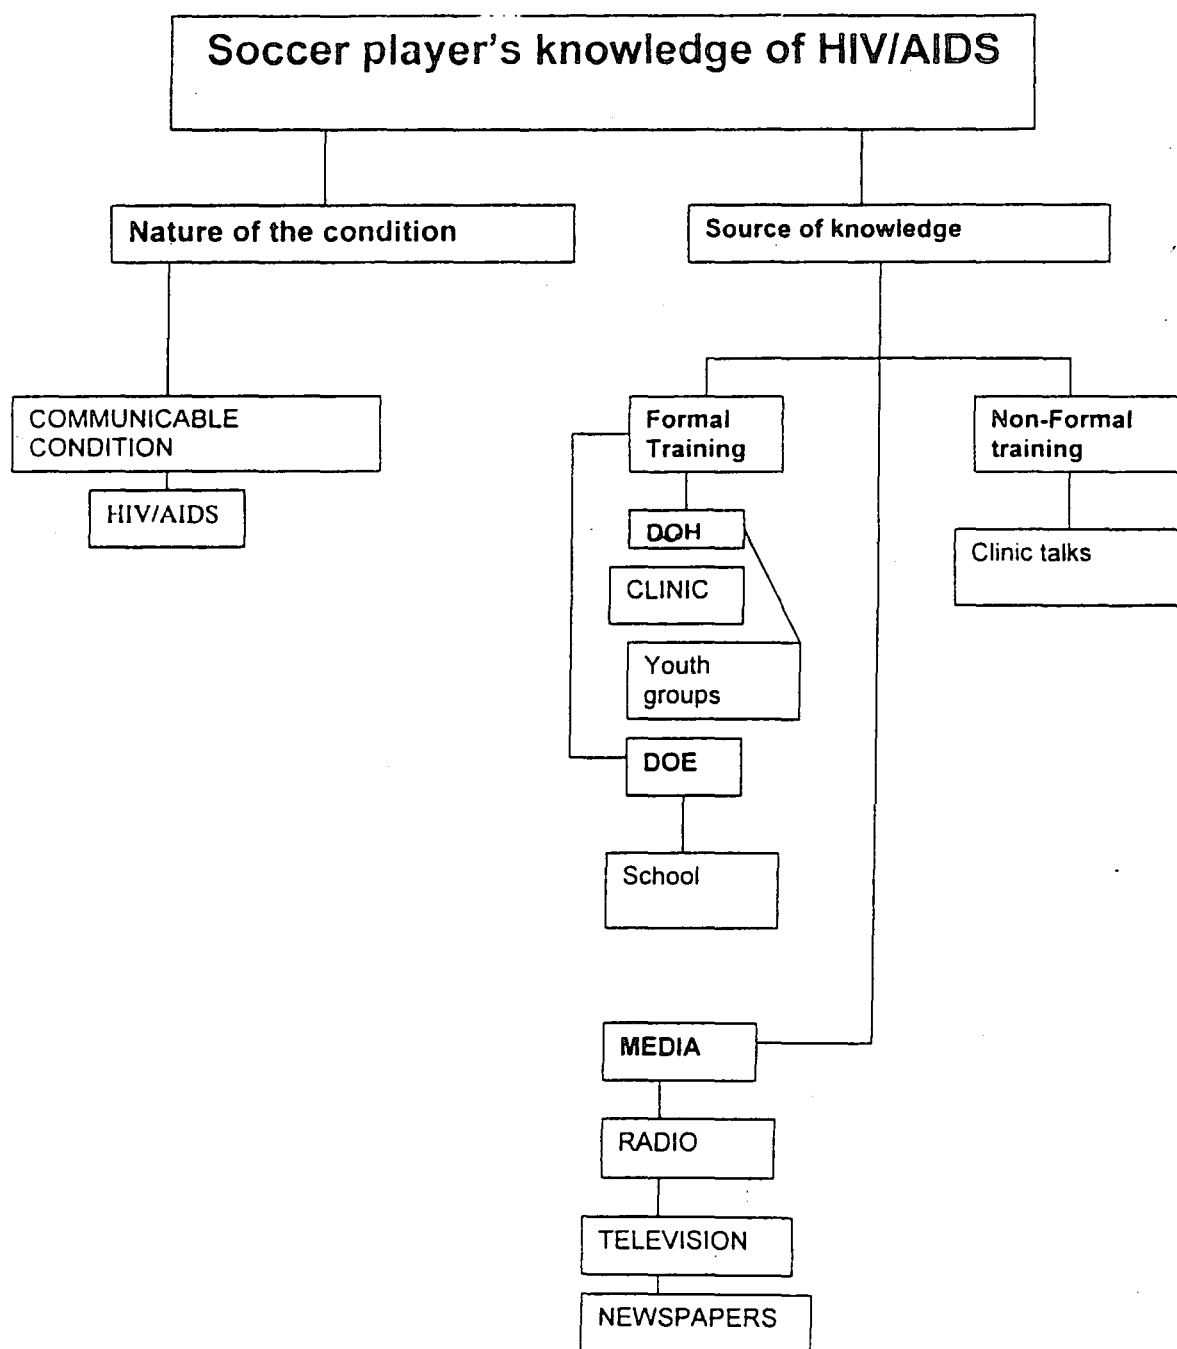 Soccer player's knowledge of HIV/AIDS
Nature of the condition
Source of knowledge
COMMUNICABLE
CONDITION
HIV/AIDS
Formal
Training
DOH
CLINIC
Youth
groups
DOE
School
Non-Formal
training
Clinic talks
MEDIA
RADIO
TELEVISION
NEWSPAPERS